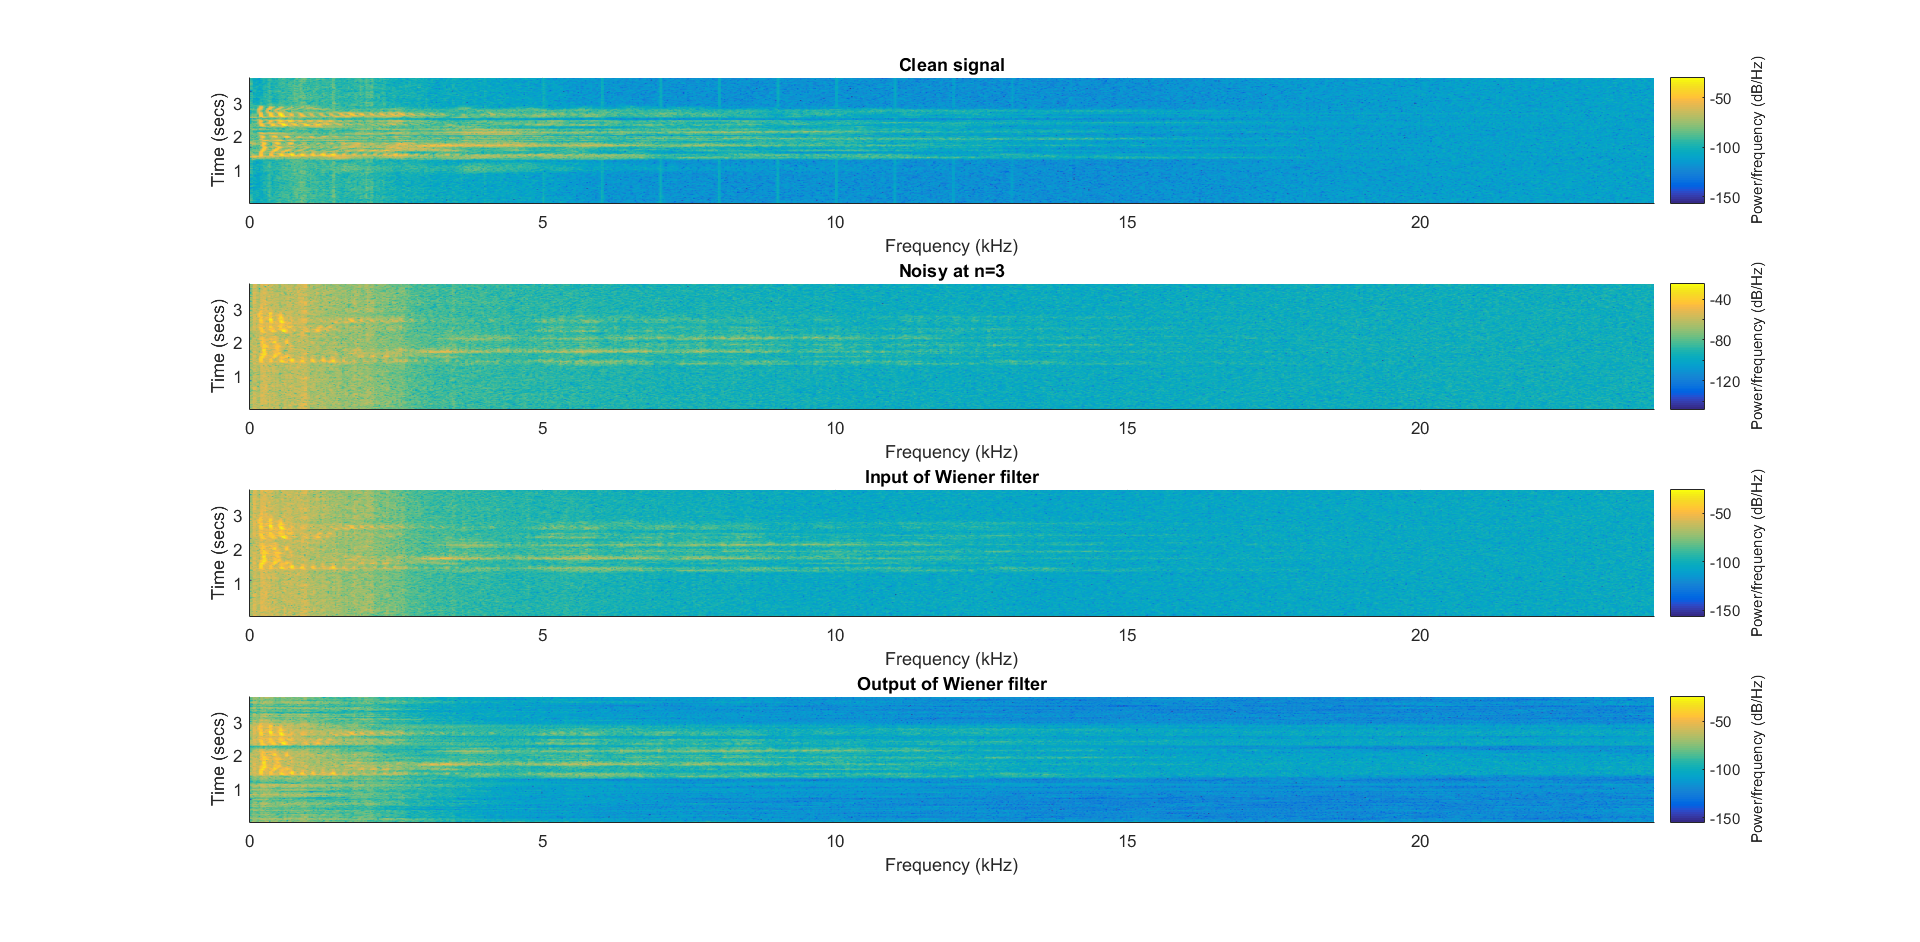 Clean signal
Time (secs)
3
2
1
0 5 10 15 20
Frequency (kHz)
-50
-100
-150
Power/frequency (dB/Hz)
Noisy at n=3
Time (secs)
3
2
1
0 5 10 15 20
Frequency (kHz)
-40
-80
-120
Power/frequency (dB/Hz)
Input of Wiener filter
Time (secs)
3
2
1
0 5 10 15 20
Frequency (kHz)
-50
-100
-150
Power/frequency (dB/Hz)
Output of Wiener filter
Time (secs)
3
2
1
0 5 10 15 20
Frequency (kHz)
-50
-100
-150
Power/frequency (dB/Hz)